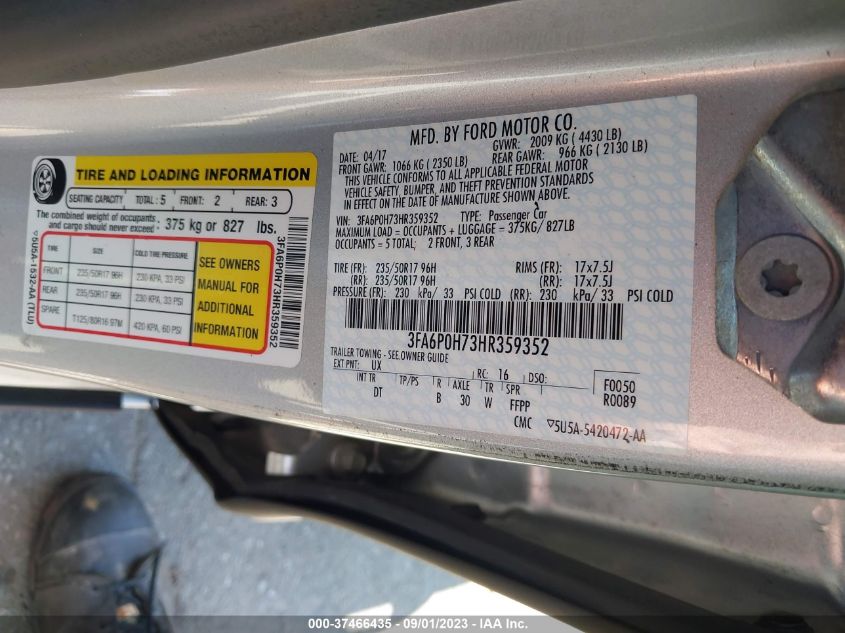 TIRE AND LOADING INFORMATION
SEATING CAPACITY TOTAL: 5 FRONT: 2 REAR: 3
The combined weight of occupants and cargo should never exceed 375 kg or 827 lbs.
TIRE SIZE COLD TIRE PRESSURE
FRONT 235/50R17 96H 230 KPA, 33 PSI
REAR 235/50R17 96H 230 KPA, 33 PSI
SPARE T125/80R16 97M 420 KPA, 60 PSI
SEE OWNERS
MANUAL FOR
ADDITIONAL
INFORMATION
5U5A-1532-AA (TLU)
3FA6P0H73HR359352
MFD. BY FORD MOTOR CO.
DATE: 04/17 GVWR: 2009 KG (4430 LB)
FRONT GAWR: 1066 KG (2350 LB) REAR GAWR: 966 KG (2130 LB)
THIS VEHICLE CONFORMS TO ALL APPLICABLE FEDERAL MOTOR
VEHICLE SAFETY, BUMPER, AND THEFT PREVENTION STANDARDS
IN EFFECT ON THE DATE OF MANUFACTURE SHOWN ABOVE.
VIN: 3FA6P0H73HR359352 TYPE: Passenger Car
MAXIMUM LOAD = OCCUPANTS + LUGGAGE = 375KG/827LB
OCCUPANTS = 5 TOTAL; 2 FRONT, 3 REAR
TIRE (FR): 235/50R17 96H RIMS (FR): 17x7.5J
(RR): 235/50R17 96H (RR): 17x7.5J
PRESSURE (FR): 230 kPa/ 33 PSI COLD (RR): 230 kPa/ 33 PSI COLD
3FA6P0H73HR359352
TRAILER TOWING - SEE OWNER GUIDE
EXT PNT: UX RC: 16 DSO:
INT TR TP/PS R AXLE TR SPR F0050
DT B 30 W FFPP R0089
CMC 5U5A-5420472-AA
000-37466435 - 09/01/2023 - IAA Inc.